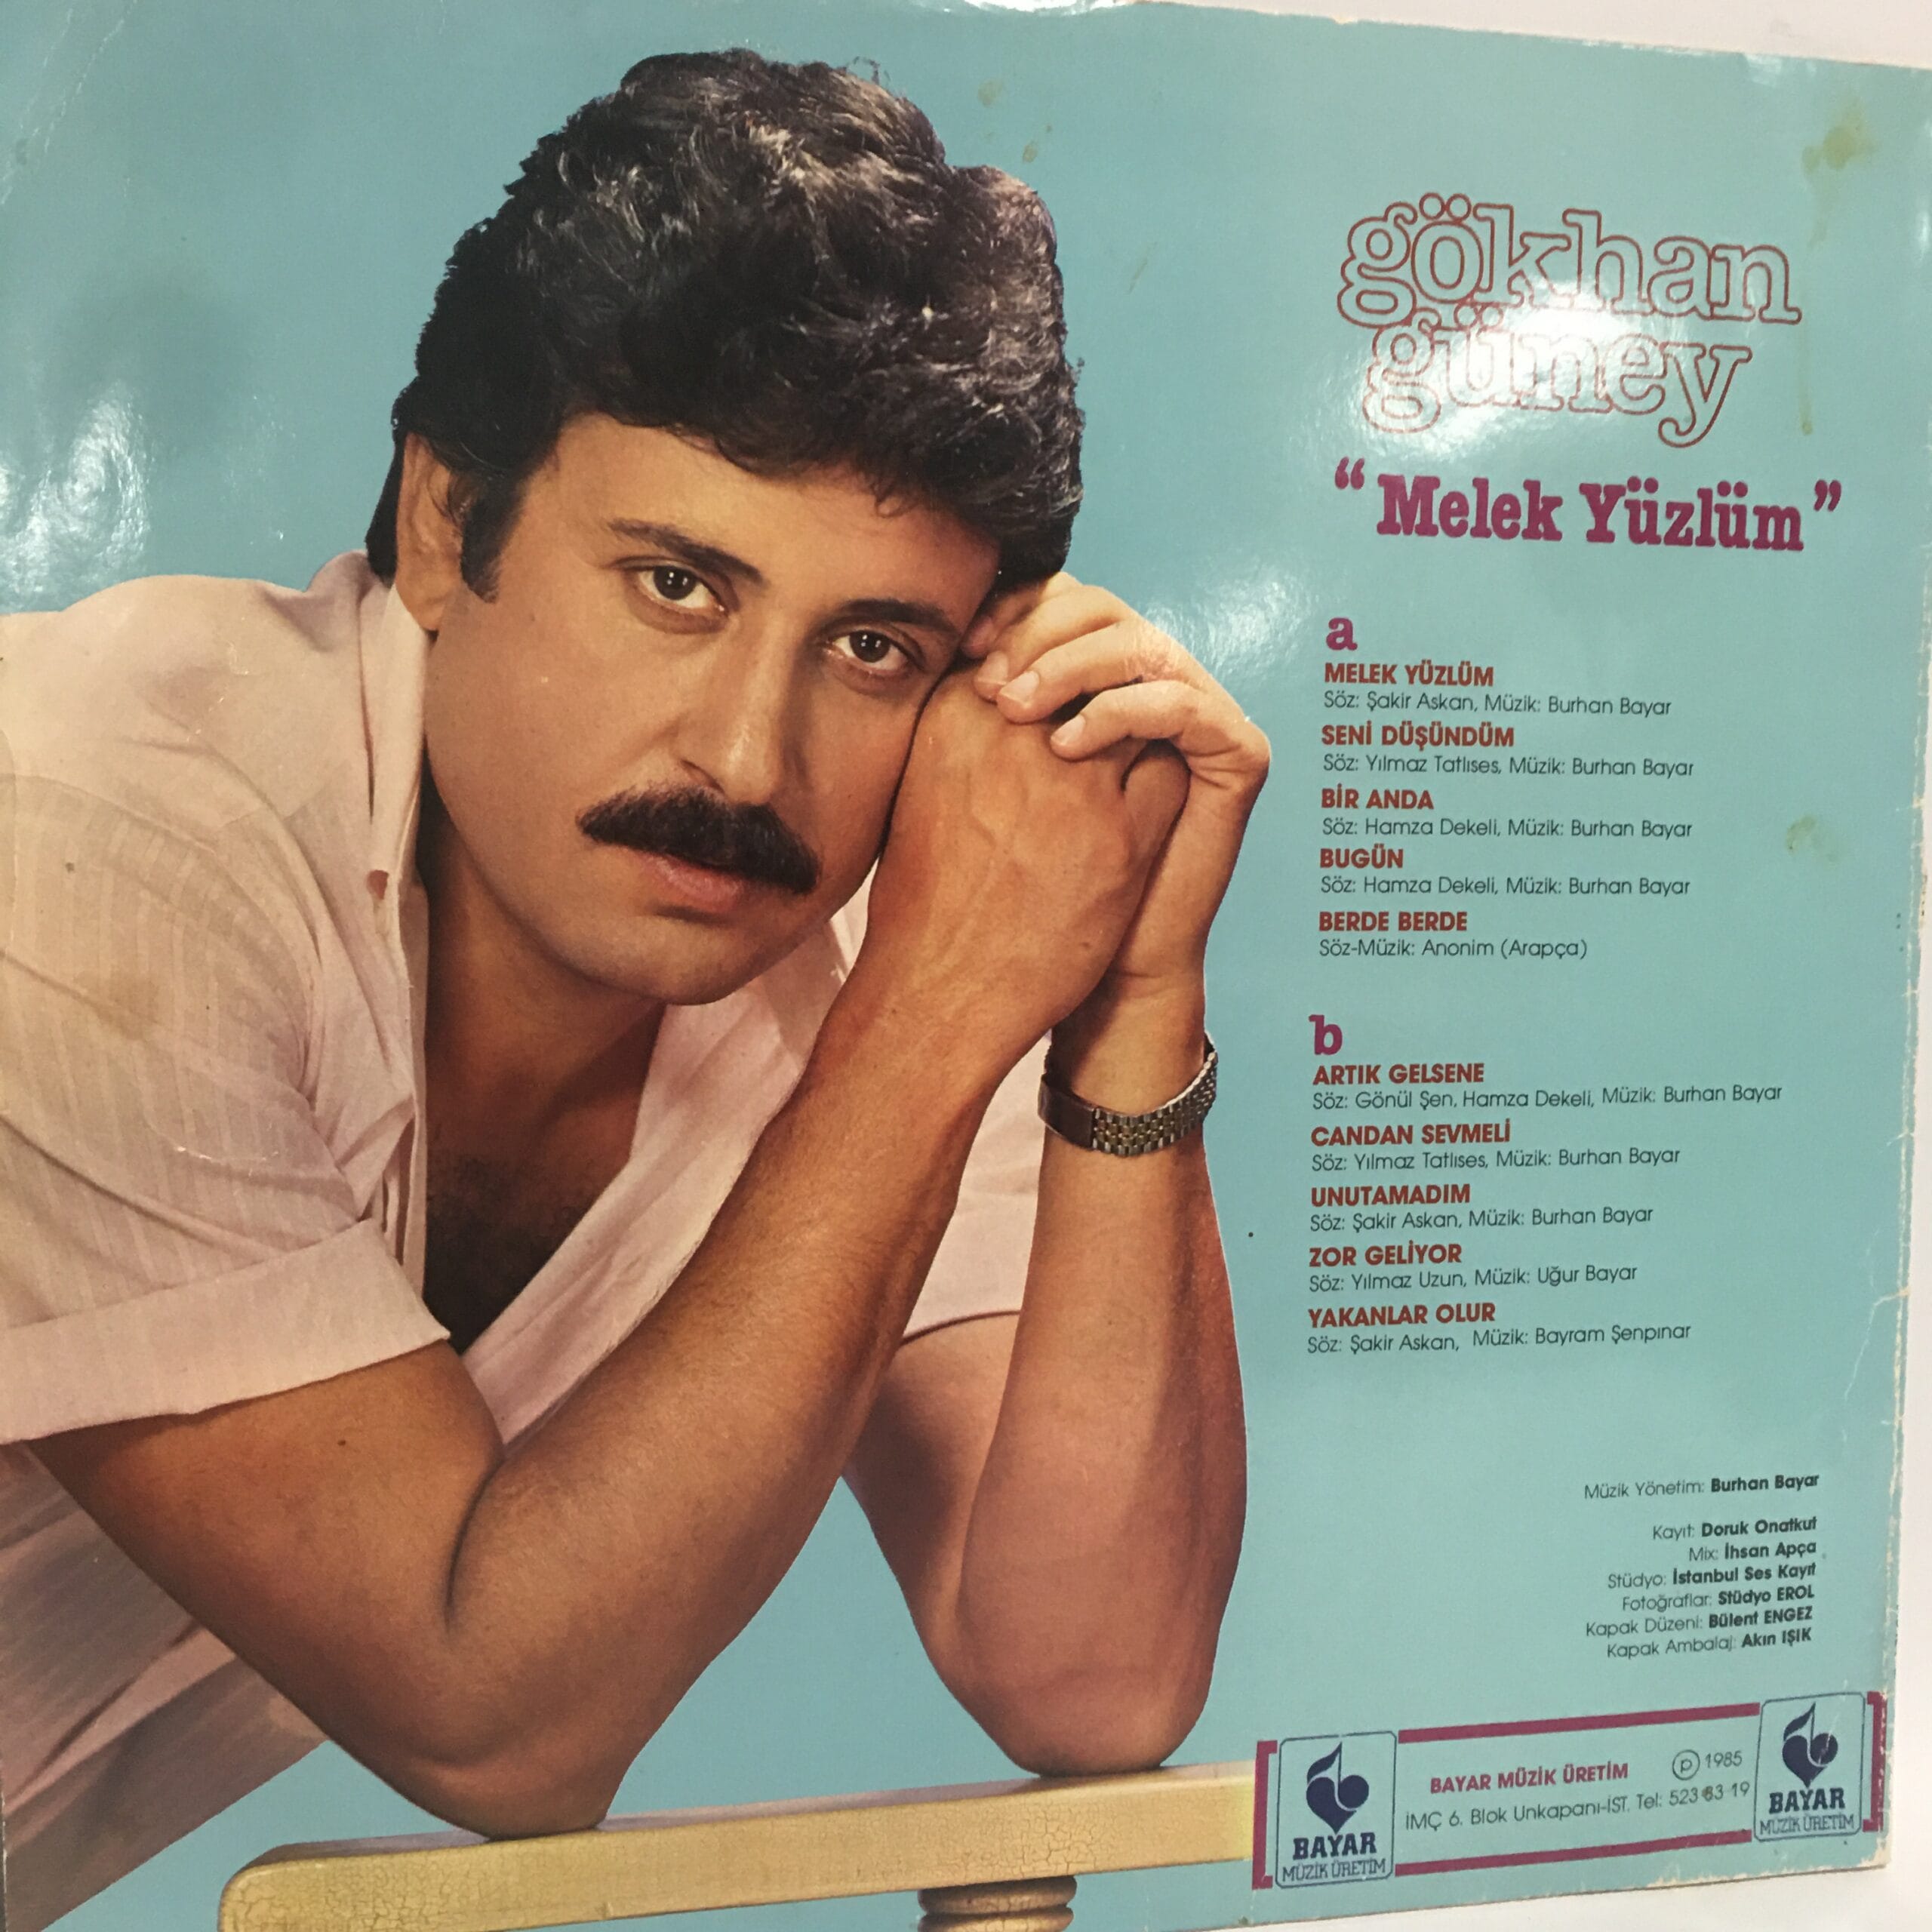 gökhan
güney
“Melek Yüzlüm”
a
MELEK YÜZLÜM
Söz: Şakir Askan, Müzik: Burhan Bayar
SENİ DÜŞÜNDÜM
Söz: Yılmaz Tatlıses, Müzik: Burhan Bayar
BİR ANDA
Söz: Hamza Dekeli, Müzik: Burhan Bayar
BUGÜN
Söz: Hamza Dekeli, Müzik: Burhan Bayar
BERDE BERDE
Söz-Müzik: Anonim (Arapça)
b
ARTIK GELSENE
Söz: Gönül Şen, Hamza Dekeli, Müzik: Burhan Bayar
CANDAN SEVMELİ
Söz: Yılmaz Tatlıses, Müzik: Burhan Bayar
UNUTAMADIM
Söz: Şakir Askan, Müzik: Burhan Bayar
ZOR GELİYOR
Söz: Yılmaz Uzun, Müzik: Uğur Bayar
YAKANLAR OLUR
Söz: Şakir Askan, Müzik: Bayram Şenpınar
Müzik Yönetim: Burhan Bayar
Kayıt: Doruk Onatkut
Mix: İhsan Apça
Stüdyo: İstanbul Ses Kayıt
Fotoğraflar: Stüdyo EROL
Kapak Düzeni: Bülent ENGEZ
Kapak Ambalaj: Akın IŞIK
BAYAR
MÜZİK ÜRETİM
BAYAR MÜZİK ÜRETİM ℗ 1985
İMÇ 6. Blok Unkapanı-İST. Tel: 523 83 19
BAYAR
MÜZİK ÜRETİM